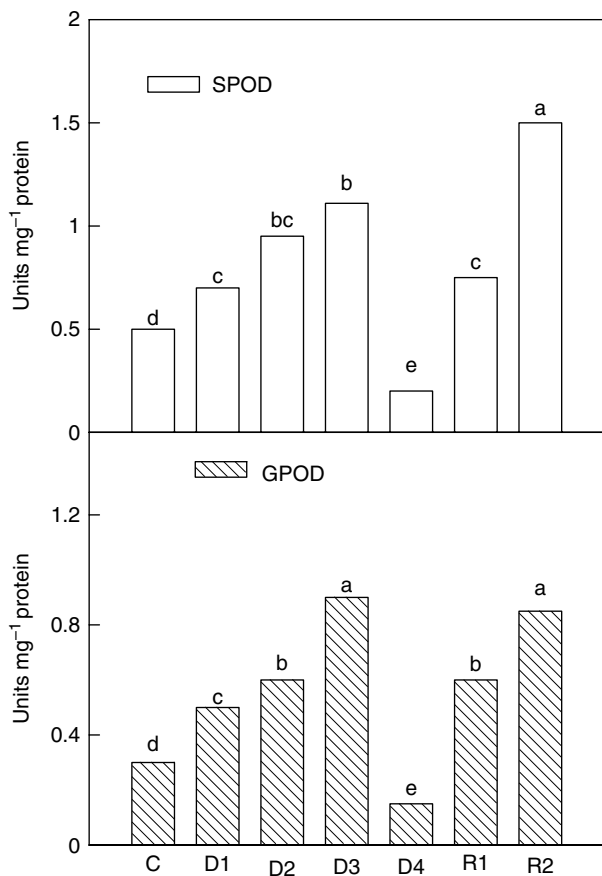 2
SPOD
1.5
a
b
bc
1
c
c
d
0.5
e
0
Units mg⁻¹ protein
GPOD
1.2
a
a
0.8
b
b
c
d
0.4
e
0
Units mg⁻¹ protein
C D1 D2 D3 D4 R1 R2